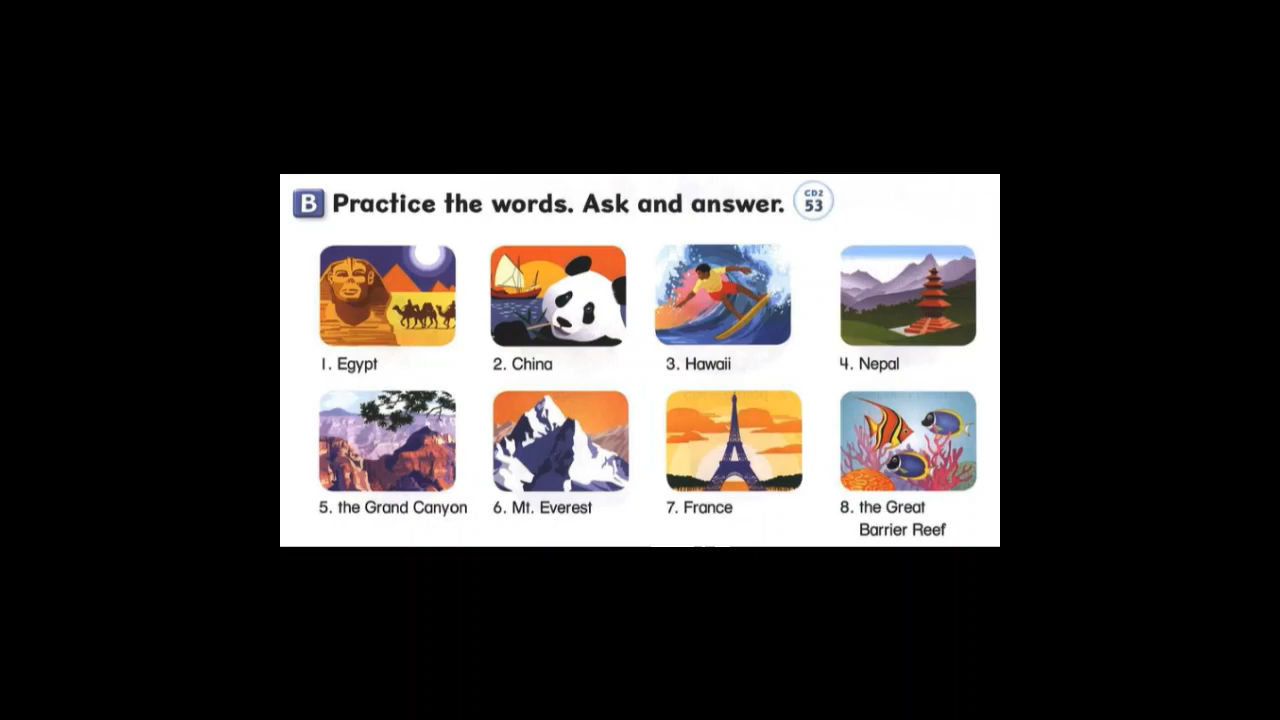 B Practice the words. Ask and answer. CD2 53
1. Egypt
2. China
3. Hawaii
4. Nepal
5. the Grand Canyon
6. Mt. Everest
7. France
8. the Great
Barrier Reef